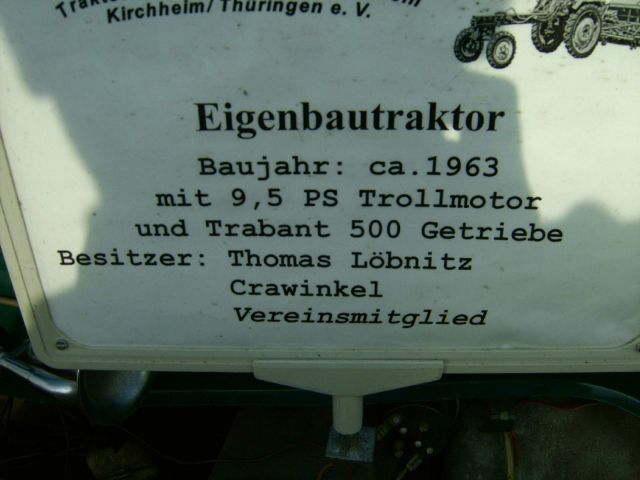 Kirchheim/Thüringen e. V.
Eigenbautraktor
Baujahr: ca.1963
mit 9,5 PS Trollmotor
und Trabant 500 Getriebe
Besitzer: Thomas Löbnitz
Crawinkel
Vereinsmitglied